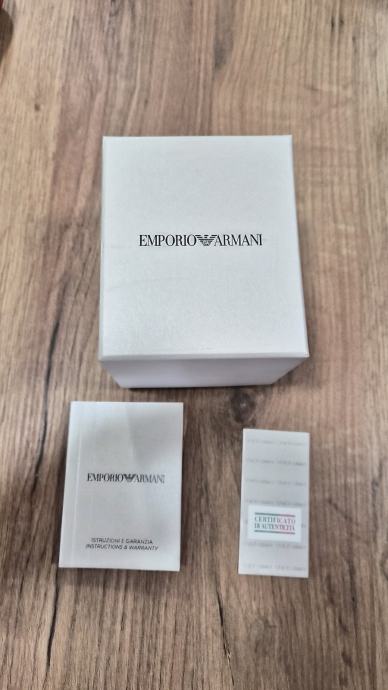 EMPORIO ARMANI
EMPORIO ARMANI
ISTRUZIONI E GARANZIA
INSTRUCTIONS & WARRANTY
CERTIFICATO
DI AUTENTICITÀ